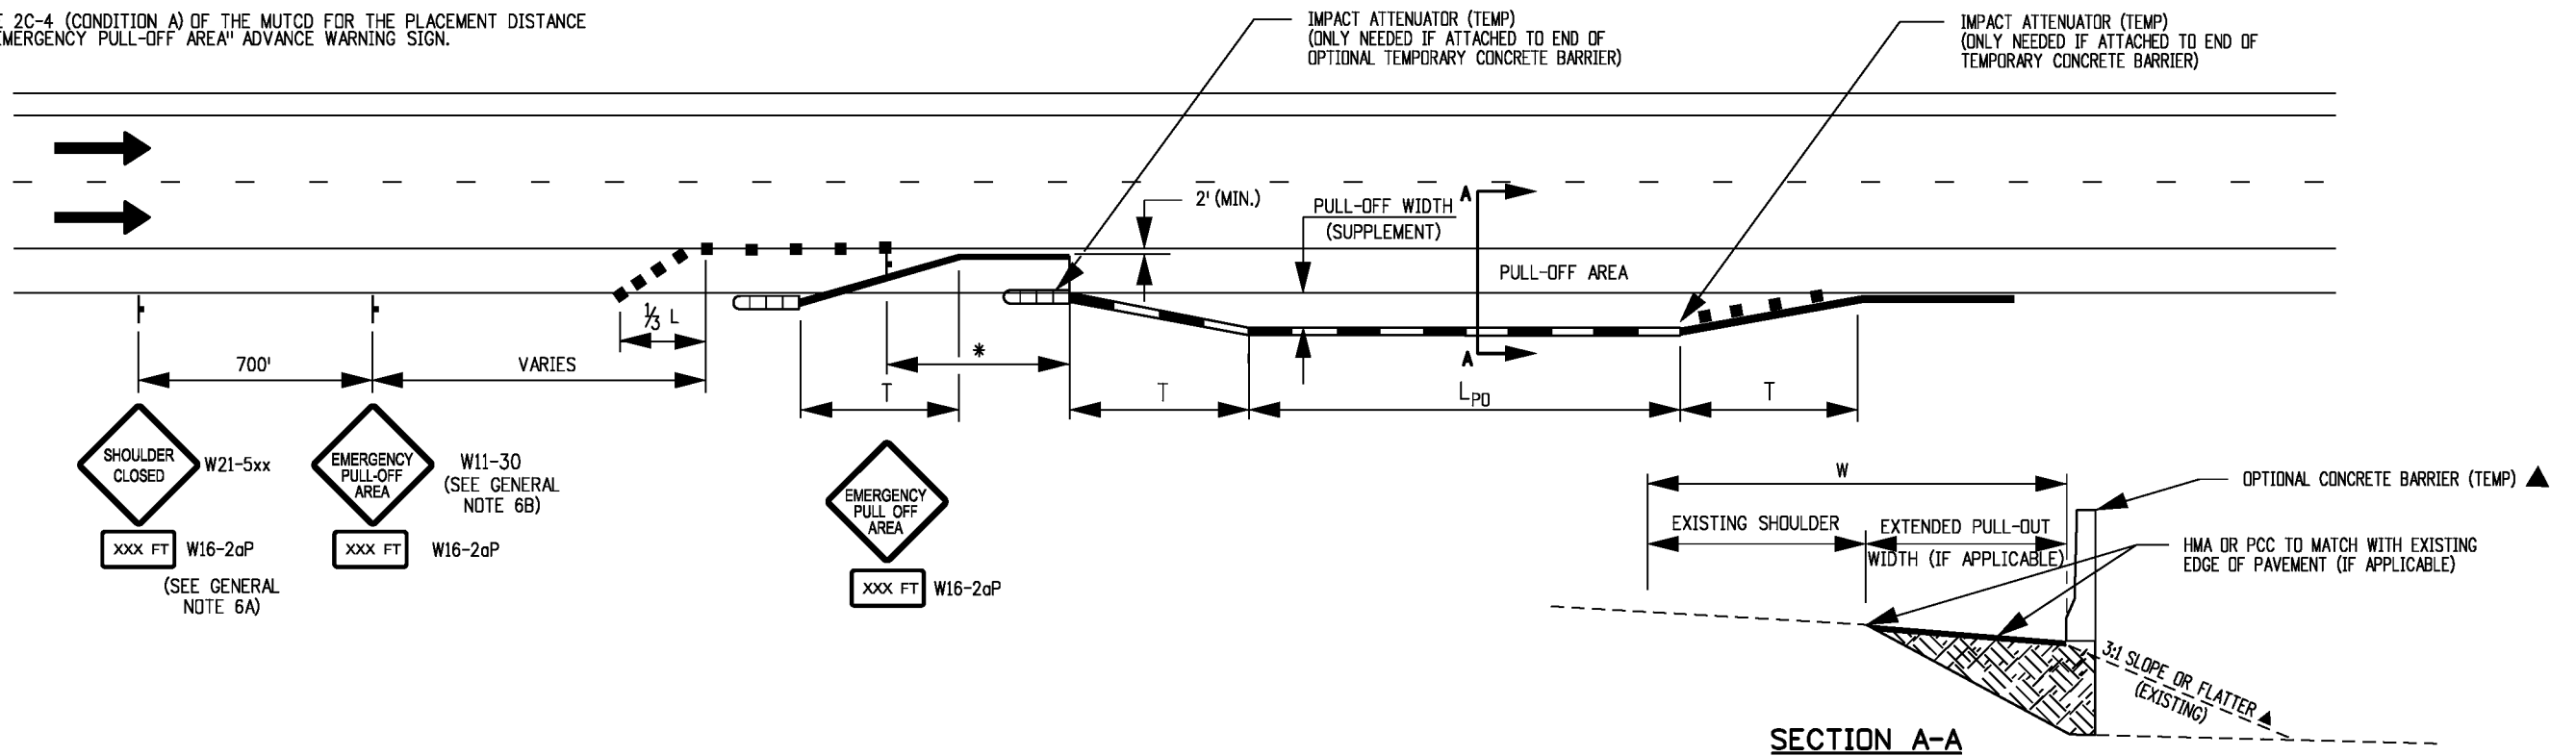 E 2C-4 (CONDITION A) OF THE MUTCD FOR THE PLACEMENT DISTANCE
EMERGENCY PULL-OFF AREA" ADVANCE WARNING SIGN.
IMPACT ATTENUATOR (TEMP)
(ONLY NEEDED IF ATTACHED TO END OF
OPTIONAL TEMPORARY CONCRETE BARRIER)
IMPACT ATTENUATOR (TEMP)
(ONLY NEEDED IF ATTACHED TO END OF
TEMPORARY CONCRETE BARRIER)
2' (MIN.)
PULL-OFF WIDTH
(SUPPLEMENT)
A
PULL-OFF AREA
A
1/3 L
700'
VARIES
*
T
T
LPO
T
SHOULDER
CLOSED
W21-5xx
XXX FT
W16-2aP
(SEE GENERAL
NOTE 6A)
EMERGENCY
PULL-OFF
AREA
W11-30
(SEE GENERAL
NOTE 6B)
XXX FT
W16-2aP
EMERGENCY
PULL OFF
AREA
XXX FT
W16-2aP
W
EXISTING SHOULDER
EXTENDED PULL-OUT
WIDTH (IF APPLICABLE)
OPTIONAL CONCRETE BARRIER (TEMP) ▲
HMA OR PCC TO MATCH WITH EXISTING
EDGE OF PAVEMENT (IF APPLICABLE)
3:1 SLOPE OR FLATTER ▲
(EXISTING)
SECTION A-A